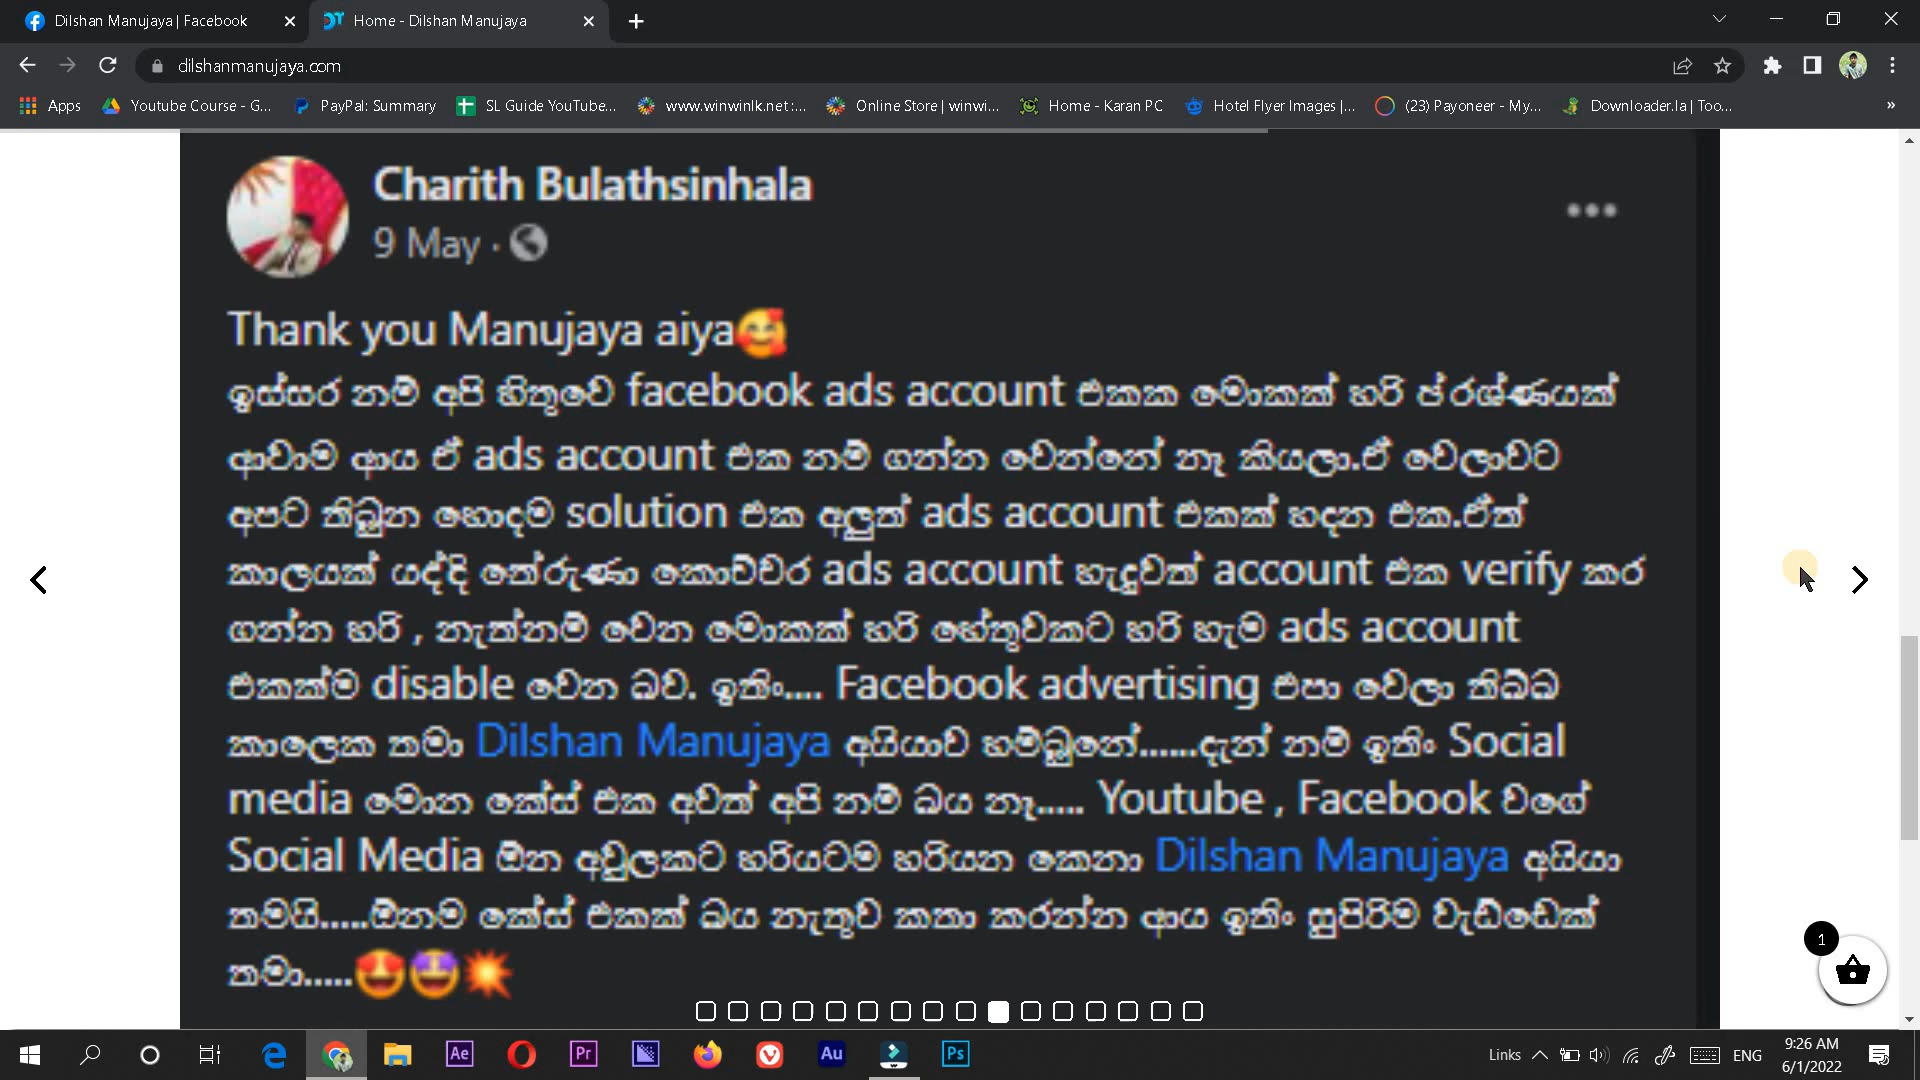 Dilshan Manujaya | Facebook
Home - Dilshan Manujaya
dilshanmanujaya.com
Apps
Youtube Course - G...
PayPal: Summary
SL Guide YouTube...
www.winwinlk.net :...
Online Store | winwi...
Home - Karan PC
Hotel Flyer Images |...
(23) Payoneer - My...
Downloader.la | Too...
»
Charith Bulathsinhala
9 May ·
Thank you Manujaya aiya🥰
ඉස්සර නම් අපි හිතුවෙ facebook ads account එකක මොකක් හරි ප්රශ්ණයක්
ආවාම ආය ඒ ads account එක නම් ගන්න වෙන්නේ නෑ කියලා.ඒ වෙලාවට
අපට තිබුන හොදම solution එක අලුත් ads account එකක් හදන එක.ඒත්
කාලයක් යද්දි තේරුණා කොච්චර ads account හැදුවත් account එක verify කර
ගන්න හරි , නැත්නම් වෙන මොකක් හරි හේතුවකට හරි හැම ads account
එකක්ම disable වෙන බව. ඉතිං.... Facebook advertising එපා වෙලා තිබ්බ
කාලෙක තමා Dilshan Manujaya අයියාව හම්බුනේ......දැන් නම් ඉතිං Social
media මොන කේස් එක අවත් අපි නම් බය නෑ..... Youtube , Facebook වගේ
Social Media ඕන අවුලකට හරියටම හරියන කෙනා Dilshan Manujaya අයියා
තමයි.....ඕනම කේස් එකක් බය නැතුව කතා කරන්න ආය ඉතිං සුපිරිම වැඩ්ඩෙක්
තමා.....🤩🤩💥
1
Ae
Pr
Au
Ps
Links
ENG
9:26 AM
6/1/2022